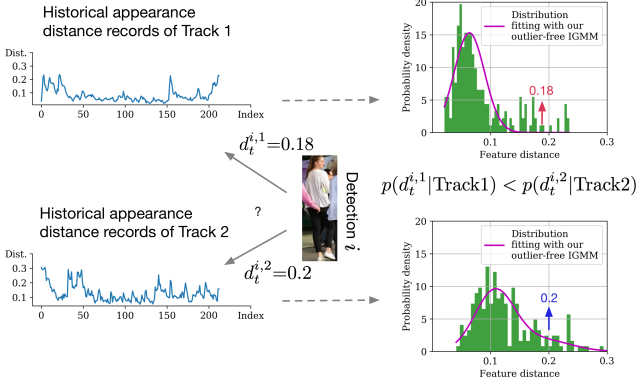 Historical appearance
distance records of Track 1
Dist.
0.3
0.2
0.1
0 50 100 150 200 Index
d_t^{i,1}=0.18
20
15
10
5
0
Probability density
Distribution
fitting with our
outlier-free IGMM
0.18
0.1 0.2 0.3
Feature distance
?
Detection i
p(d_t^{i,1}|Track1) < p(d_t^{i,2}|Track2)
Historical appearance
distance records of Track 2
Dist.
0.3
0.2
0.1
0 50 100 150 200 Index
d_t^{i,2}=0.2
20
15
10
5
0
Probability density
Distribution
fitting with our
outlier-free IGMM
0.2
0.1 0.2 0.3
Feature distance